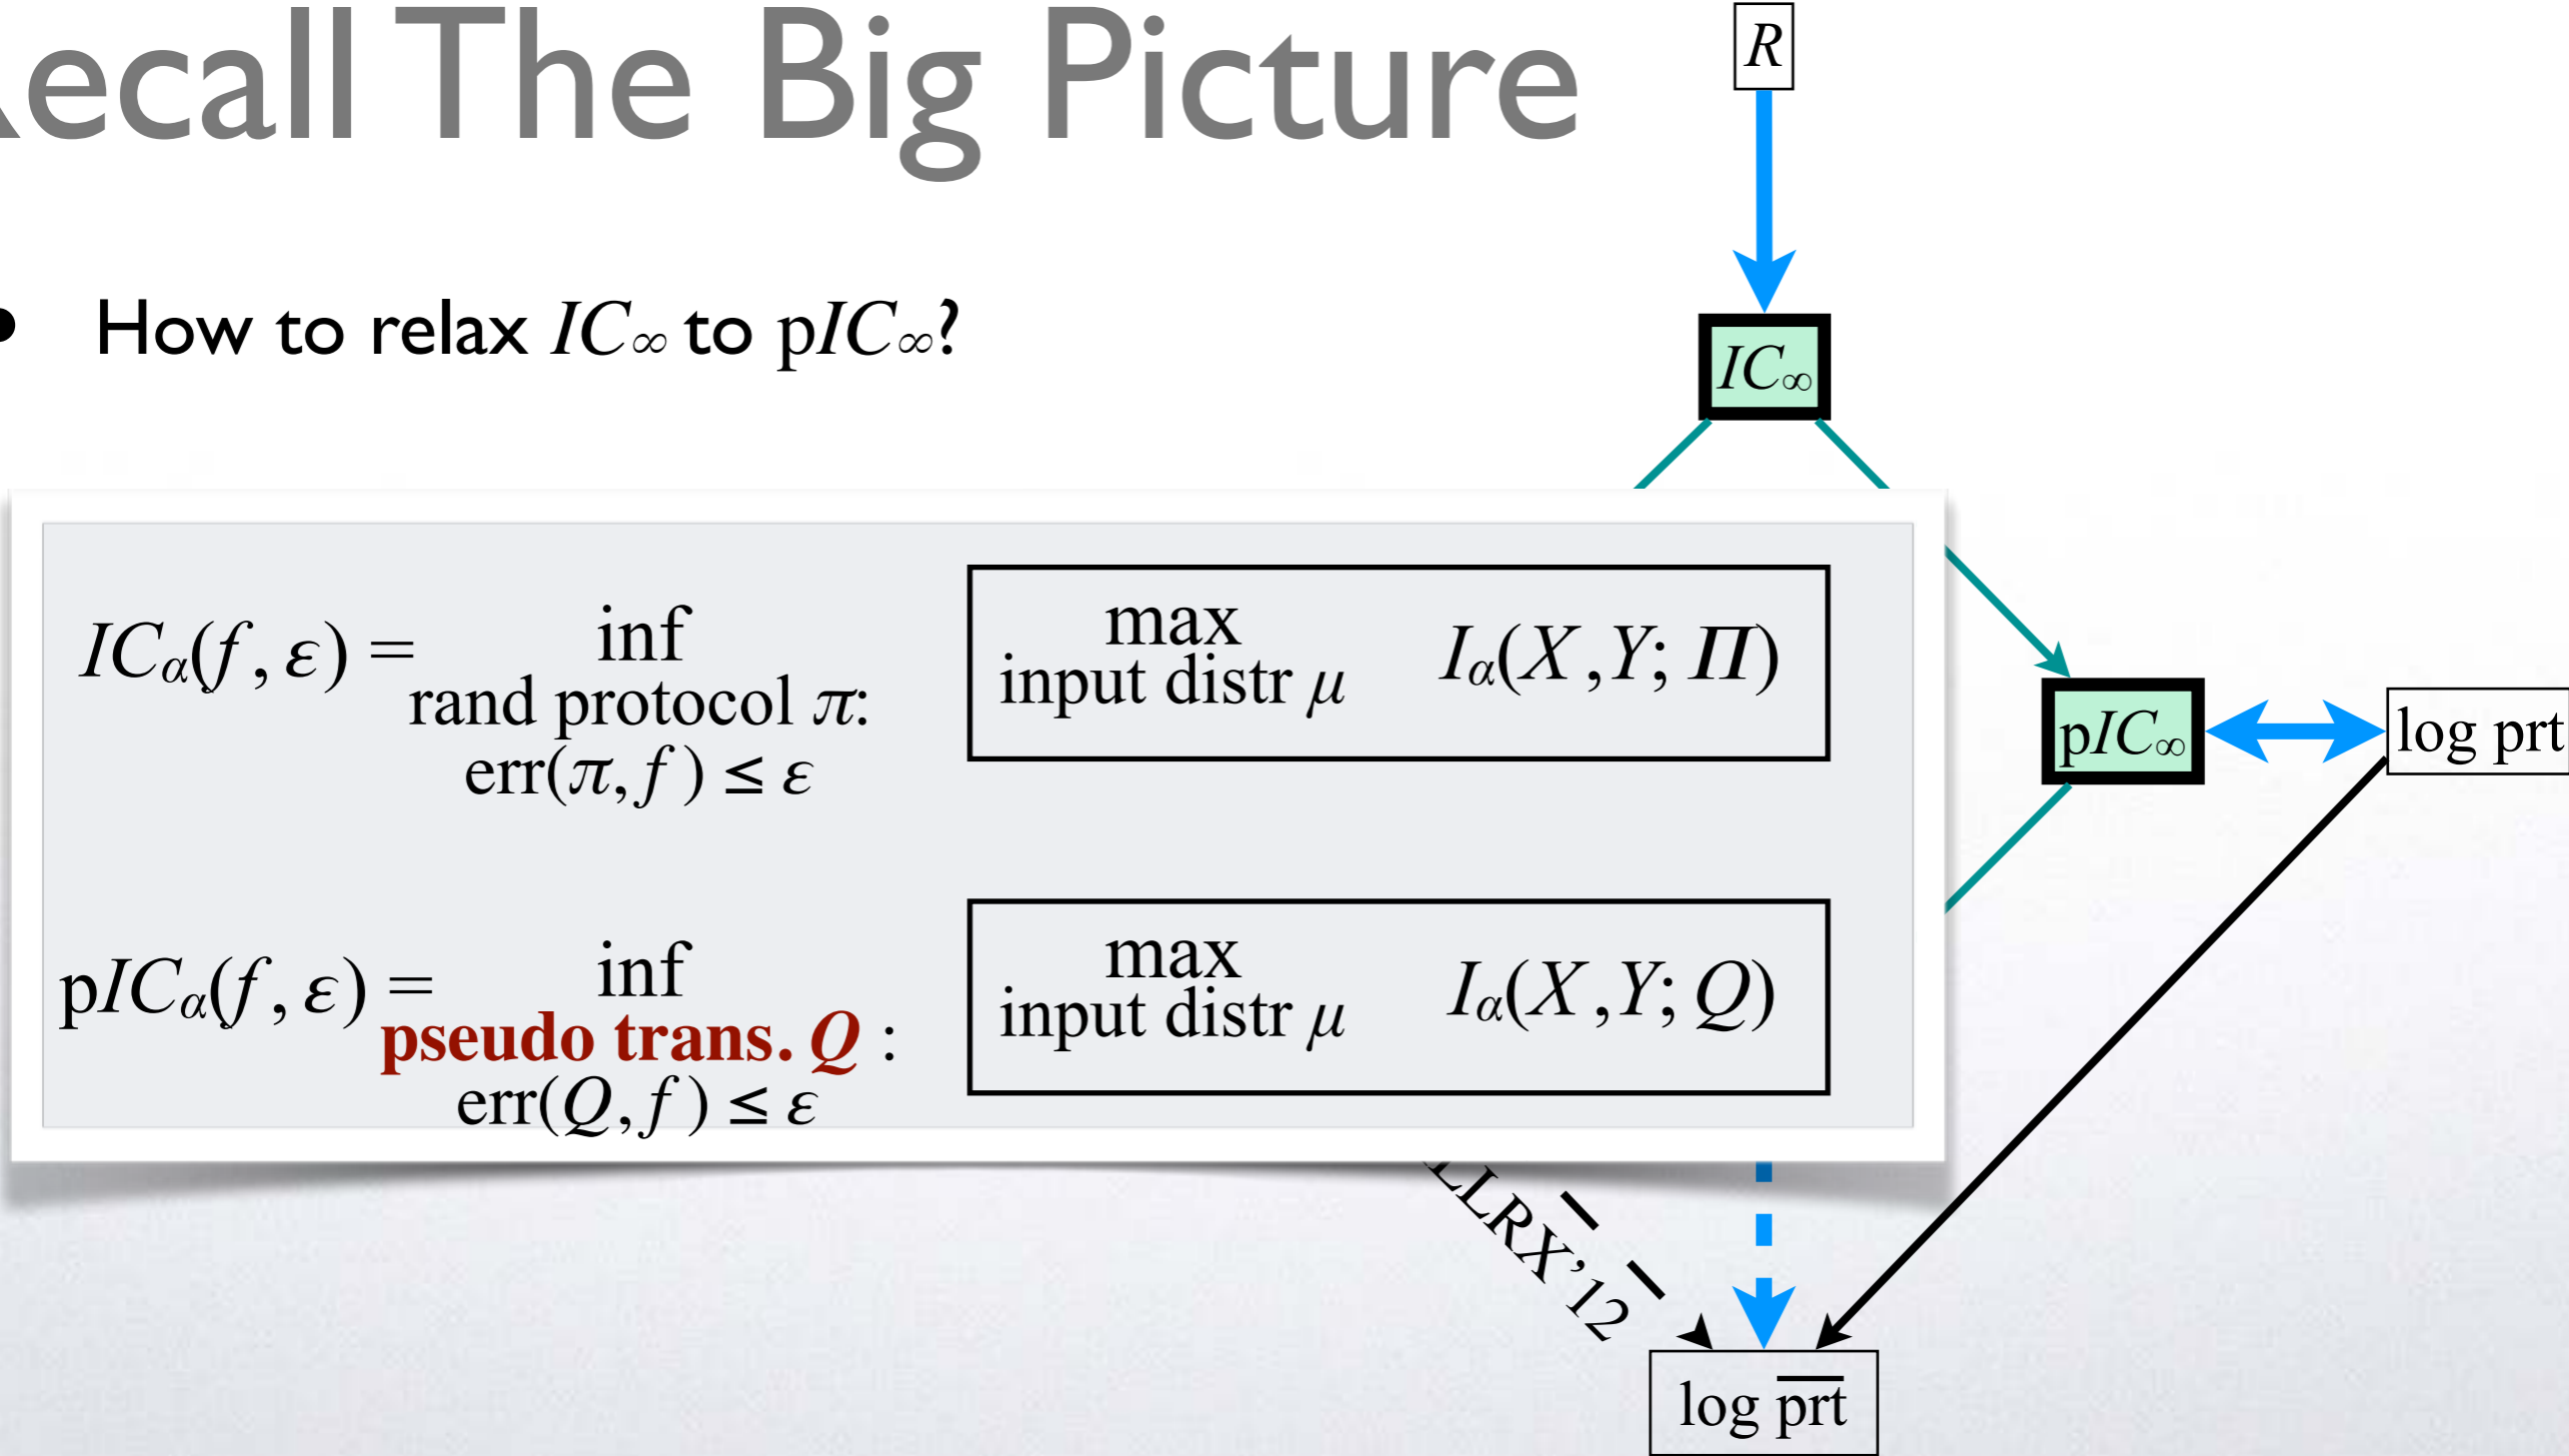 ecall The Big Picture
R
• How to relax IC∞ to pIC∞?
IC∞
ICα(f, ε) = inf
rand protocol π:
err(π, f) ≤ ε
max
input distr μ
Iα(X,Y; Π)
pIC∞
log prt
pICα(f, ε) = inf
pseudo trans. Q :
err(Q, f) ≤ ε
max
input distr μ
Iα(X,Y; Q)
LLRX’12
log p̅r̅t̅